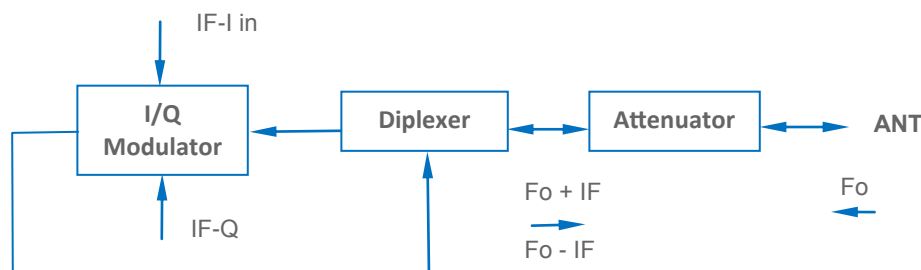 IF-I in
I/Q
Modulator
Diplexer
Attenuator
ANT
Fo + IF
Fo
IF-Q
Fo - IF